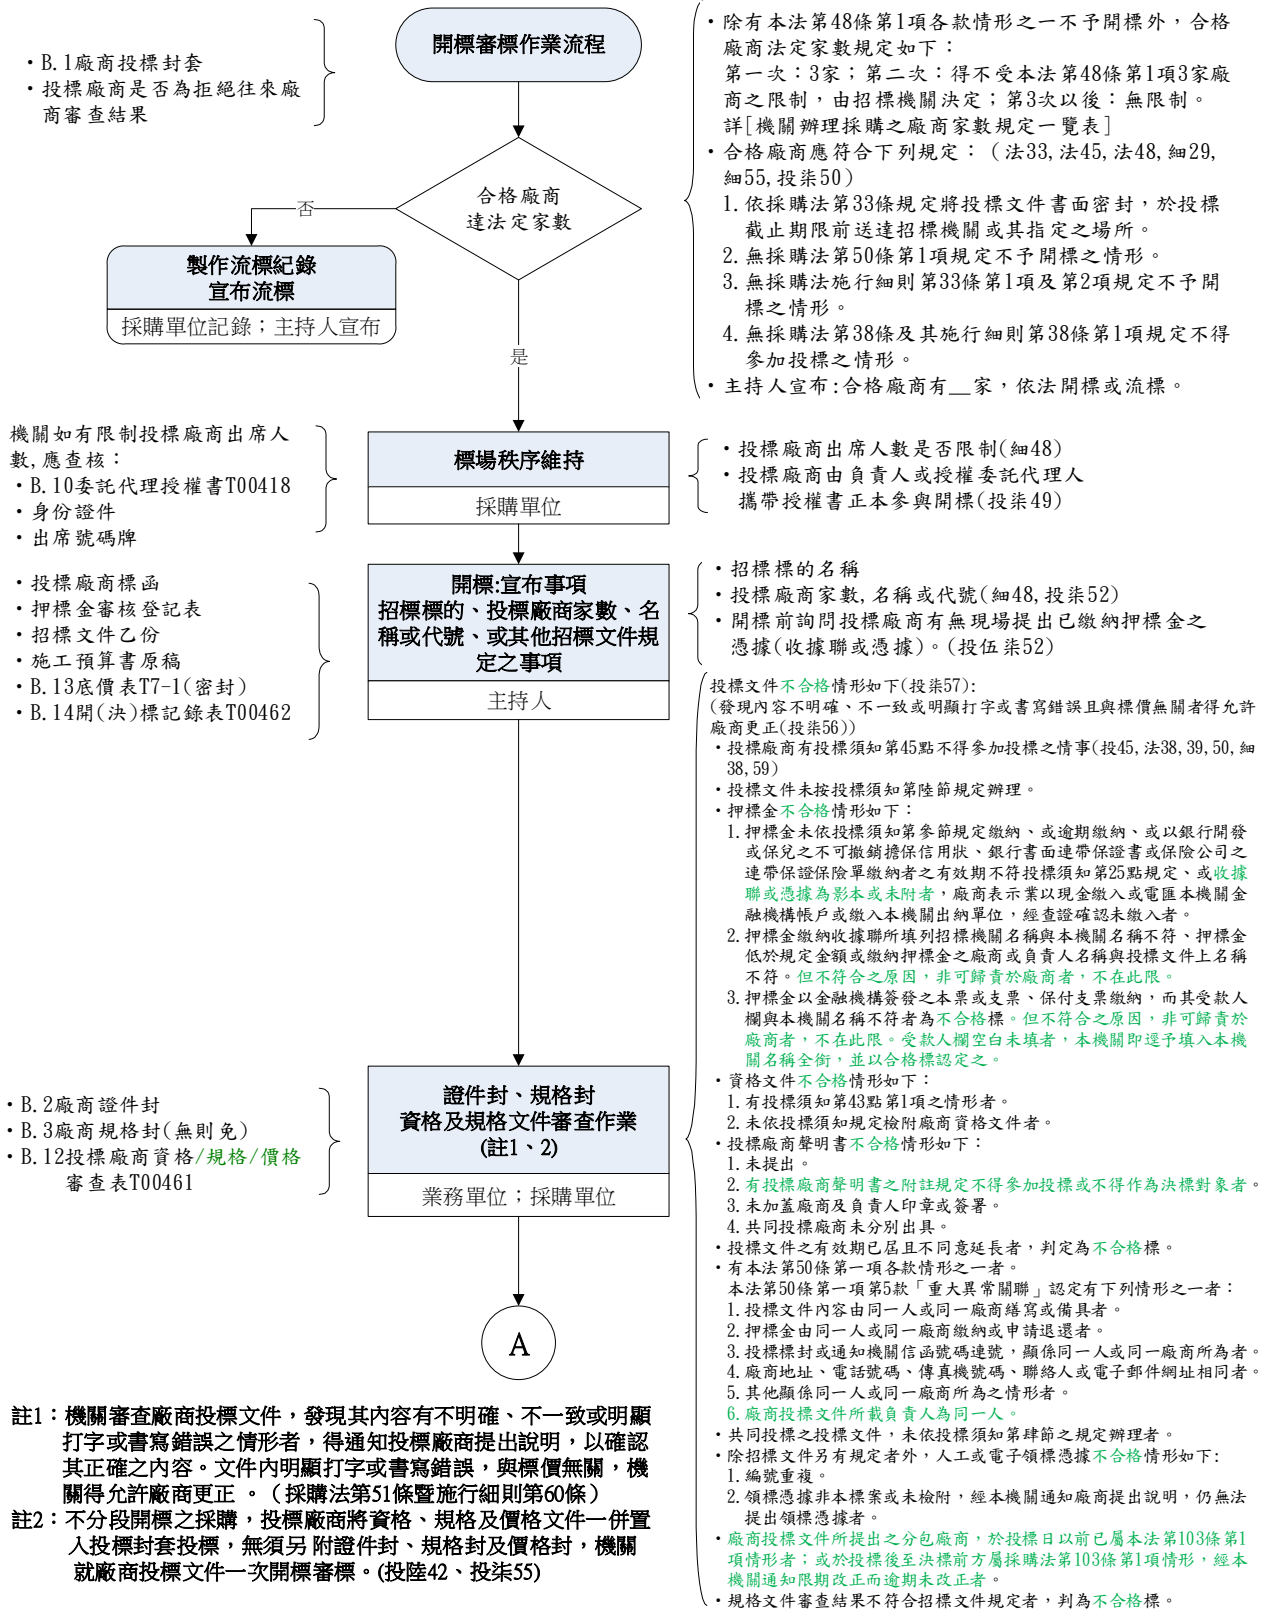 開標審標作業流程
・B.1廠商投標封套
・投標廠商是否為拒絕往來廠
商審查結果
合格廠商
達法定家數
否
製作流標紀錄
宣布流標
採購單位記錄；主持人宣布
是
・除有本法第48條第1項各款情形之一不予開標外，合格
廠商法定家數規定如下：
第一次：3家；第二次：得不受本法第48條第1項3家廠
商之限制，由招標機關決定；第3次以後：無限制。
詳[機關辦理採購之廠商家數規定一覽表]
・合格廠商應符合下列規定：（法33,法45,法48,細29,
細55,投柒50）
1.依採購法第33條規定將投標文件書面密封，於投標
截止期限前送達招標機關或其指定之場所。
2.無採購法第50條第1項規定不予開標之情形。
3.無採購法施行細則第33條第1項及第2項規定不予開
標之情形。
4.無採購法第38條及其施行細則第38條第1項規定不得
參加投標之情形。
・主持人宣布:合格廠商有__家，依法開標或流標。
機關如有限制投標廠商出席人
數,應查核：
・B.10委託代理授權書T00418
・身份證件
・出席號碼牌
標場秩序維持
採購單位
・投標廠商出席人數是否限制(細48)
・投標廠商由負責人或授權委託代理人
攜帶授權書正本參與開標(投柒49)
・投標廠商標函
・押標金審核登記表
・招標文件乙份
・施工預算書原稿
・B.13底價表T7-1(密封)
・B.14開(決)標記錄表T00462
開標:宣布事項
招標標的、投標廠商家數、名
稱或代號、或其他招標文件規
定之事項
主持人
・招標標的名稱
・投標廠商家數,名稱或代號(細48,投柒52)
・開標前詢問投標廠商有無現場提出已繳納押標金之
憑據(收據聯或憑據)。(投伍柒52)
投標文件不合格情形如下(投柒57):
(發現內容不明確、不一致或明顯打字或書寫錯誤且與標價無關者得允許
廠商更正(投柒56))
・投標廠商有投標須知第45點不得參加投標之情事(投45,法38,39,50,細
38,59)
・投標文件未按投標須知第陸節規定辦理。
・押標金不合格情形如下：
1.押標金未依投標須知第參節規定繳納、或逾期繳納、或以銀行開發
或保兌之不可撤銷擔保信用狀、銀行書面連帶保證書或保險公司之
連帶保證保險單繳納者之有效期不符投標須知第25點規定、或收據
聯或憑據為影本或未附者，廠商表示業以現金繳入或電匯本機關金
融機構帳戶或繳入本機關出納單位，經查證確認未繳入者。
2.押標金繳納收據聯所填列招標機關名稱與本機關名稱不符、押標金
低於規定金額或繳納押標金之廠商或負責人名稱與投標文件上名稱
不符。但不符合之原因，非可歸責於廠商者，不在此限。
3.押標金以金融機構簽發之本票或支票、保付支票繳納，而其受款人
欄與本機關名稱不符者為不合格標。但不符合之原因，非可歸責於
廠商者，不在此限。受款人欄空白未填者，本機關即逕予填入本機
關名稱全銜，並以合格標認定之。
・資格文件不合格情形如下：
1.有投標須知第43點第1項之情形者。
2.未依投標須知規定檢附廠商資格文件者。
・投標廠商聲明書不合格情形如下：
1.未提出。
2.有投標廠商聲明書之附註規定不得參加投標或不得作為決標對象者。
3.未加蓋廠商及負責人印章或簽署。
4.共同投標廠商未分別出具。
・投標文件之有效期已屆且不同意延長者，判定為不合格標。
・有本法第50條第一項各款情形之一者。
本法第50條第一項第5款「重大異常關聯」認定有下列情形之一者：
1.投標文件內容由同一人或同一廠商繕寫或備具者。
2.押標金由同一人或同一廠商繳納或申請退還者。
3.投標標封或通知機關信函號碼連號，顯係同一人或同一廠商所為者。
4.廠商地址、電話號碼、傳真機號碼、聯絡人或電子郵件網址相同者。
5.其他顯係同一人或同一廠商所為之情形者。
6.廠商投標文件所載負責人為同一人。
・共同投標之投標文件，未依投標須知第肆節之規定辦理者。
・除招標文件另有規定者外，人工或電子領標憑據不合格情形如下:
1.編號重複。
2.領標憑據非本標案或未檢附，經本機關通知廠商提出說明，仍無法
提出領標憑據者。
・廠商投標文件所提出之分包廠商，於投標日以前已屬本法第103條第1
項情形者；或於投標後至決標前方屬採購法第103條第1項情形，經本
機關通知限期改正而逾期未改正者。
・規格文件審查結果不符合招標文件規定者，判為不合格標。
・B.2廠商證件封
・B.3廠商規格封(無則免)
・B.12投標廠商資格/規格/價格
審查表T00461
證件封、規格封
資格及規格文件審查作業
(註1、2)
業務單位；採購單位
A
註1：機關審查廠商投標文件，發現其內容有不明確、不一致或明顯
打字或書寫錯誤之情形者，得通知投標廠商提出說明，以確認
其正確之內容。文件內明顯打字或書寫錯誤，與標價無關，機
關得允許廠商更正 。（採購法第51條暨施行細則第60條）
註2：不分段開標之採購，投標廠商將資格、規格及價格文件一併置
入投標封套投標，無須另 附證件封、規格封及價格封，機關
就廠商投標文件一次開標審標。(投陸42、投柒55)